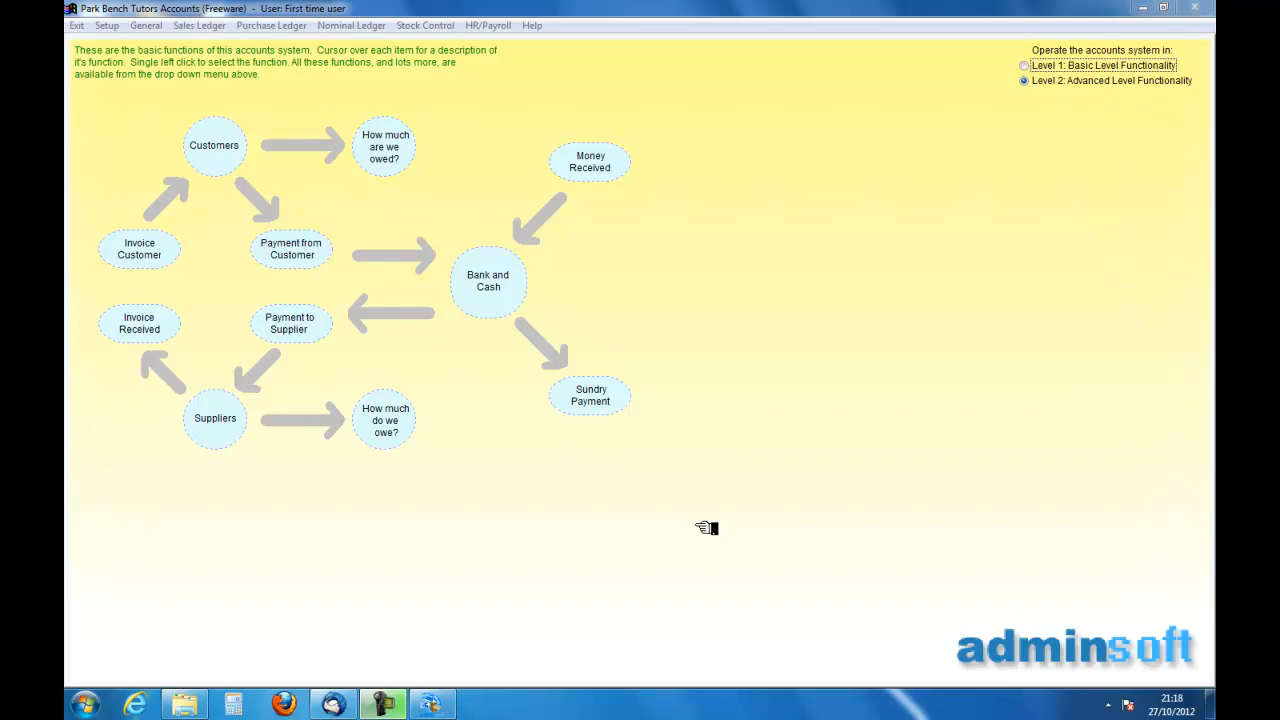 Park Bench Tutors Accounts (Freeware) - User: First time user
Exit Setup General Sales Ledger Purchase Ledger Nominal Ledger Stock Control HR/Payroll Help
These are the basic functions of this accounts system. Cursor over each item for a description of
it's function. Single left click to select the function. All these functions, and lots more, are
available from the drop down menu above.
Operate the accounts system in:
Level 1: Basic Level Functionality
Level 2: Advanced Level Functionality
Customers
How much
are we
owed?
Money
Received
Invoice
Customer
Payment from
Customer
Bank and
Cash
Invoice
Received
Payment to
Supplier
Suppliers
How much
do we
owe?
Sundry
Payment
adminsoft
21:18
27/10/2012